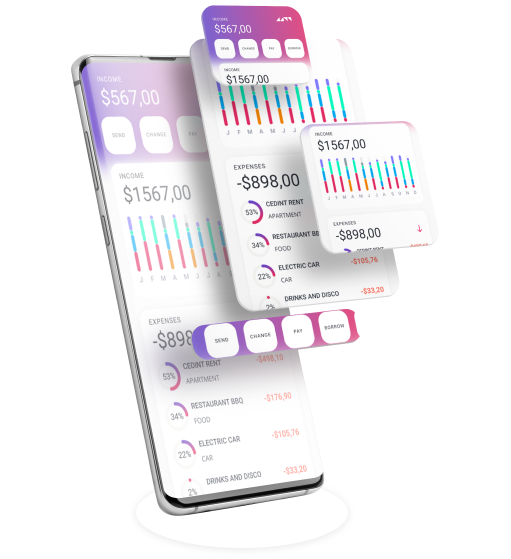 INCOME
$567,00
SEND
CHANGE
PAY
BORROW
INCOME
$1567,00
J F M A M J J
EXPENSES
-$898,00
53%
CEDINT RENT
APARTMENT
34%
RESTAURANT BB
FOOD
22%
ELECTRIC CAR
CAR
-$105,76
2%
DRINKS AND DISCO
-$33,20
INCOME
$1567,00
J F M A M J J A S O N D
EXPENSES
-$898,00
SEND
CHANGE
PAY
BORROW
INCOME
$567,00
SEND
CHANGE
PAY
INCOME
$1567,00
J F M A M J J A
EXPENSES
-$898
53%
CEDINT RENT
APARTMENT
-$498,10
34%
RESTAURANT BBQ
FOOD
-$176,90
22%
ELECTRIC CAR
CAR
-$105,76
2%
DRINKS AND DISCO
-$33,20